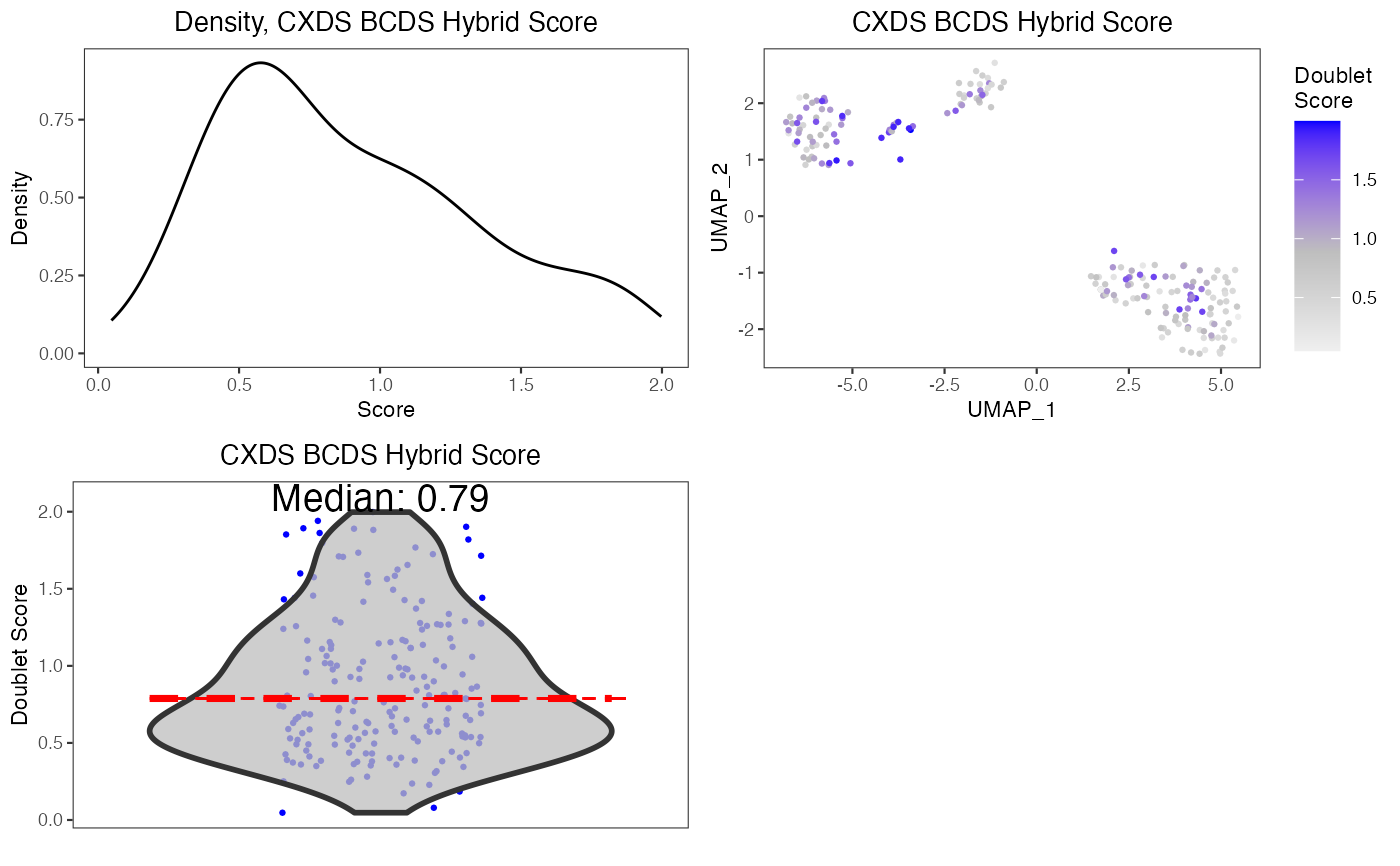 Density, CXDS BCDS Hybrid Score
Density
0.75
0.50
0.25
0.00
0.0 0.5 1.0 1.5 2.0
Score
CXDS BCDS Hybrid Score
UMAP_2
2
1
0
-1
-2
-5.0 -2.5 0.0 2.5 5.0
UMAP_1
Doublet
Score
1.5
1.0
0.5
CXDS BCDS Hybrid Score
Median: 0.79
Doublet Score
2.0
1.5
1.0
0.5
0.0